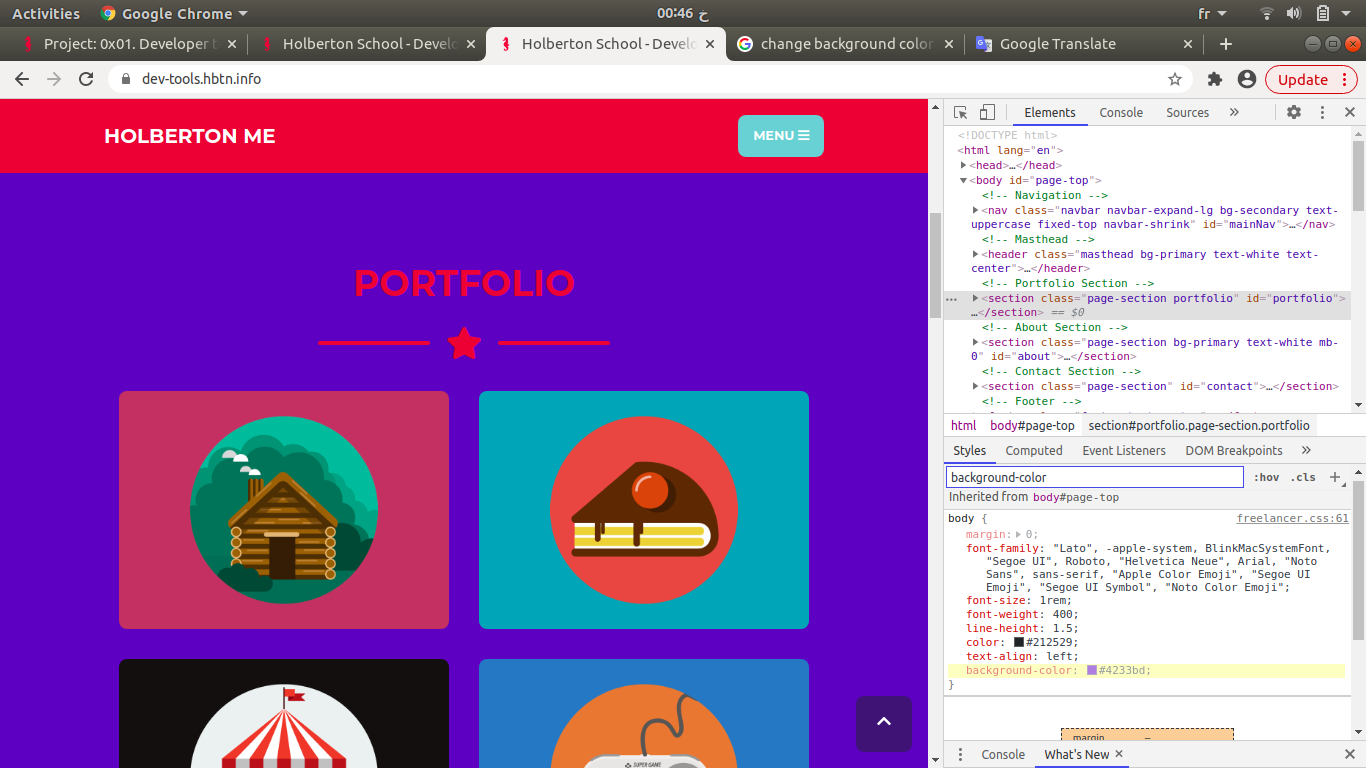 Activities
Google Chrome
00:46 خ
fr
Project: 0x01. Developer t
Holberton School - Develo
Holberton School - Develo
change background color
Google Translate
dev-tools.hbtn.info
Update
HOLBERTON ME
MENU
PORTFOLIO
SUPER GAME
Elements
Console
Sources
<!DOCTYPE html>
<html lang="en">
<head>…</head>
<body id="page-top">
<!-- Navigation -->
<nav class="navbar navbar-expand-lg bg-secondary text-
uppercase fixed-top navbar-shrink" id="mainNav">…</nav>
<!-- Masthead -->
<header class="masthead bg-primary text-white text-
center">…</header>
<!-- Portfolio Section -->
<section class="page-section portfolio" id="portfolio">
…</section> == $0
<!-- About Section -->
<section class="page-section bg-primary text-white mb-
0" id="about">…</section>
<!-- Contact Section -->
<section class="page-section" id="contact">…</section>
<!-- Footer -->
html
body#page-top
section#portfolio.page-section.portfolio
Styles
Computed
Event Listeners
DOM Breakpoints
background-color
:hov
.cls
Inherited from body#page-top
body {
freelancer.css:61
margin: 0;
font-family: "Lato", -apple-system, BlinkMacSystemFont,
"Segoe UI", Roboto, "Helvetica Neue", Arial, "Noto
Sans", sans-serif, "Apple Color Emoji", "Segoe UI
Emoji", "Segoe UI Symbol", "Noto Color Emoji";
font-size: 1rem;
font-weight: 400;
line-height: 1.5;
color: #212529;
text-align: left;
background-color: #4233bd;
}
margin
Console
What's New